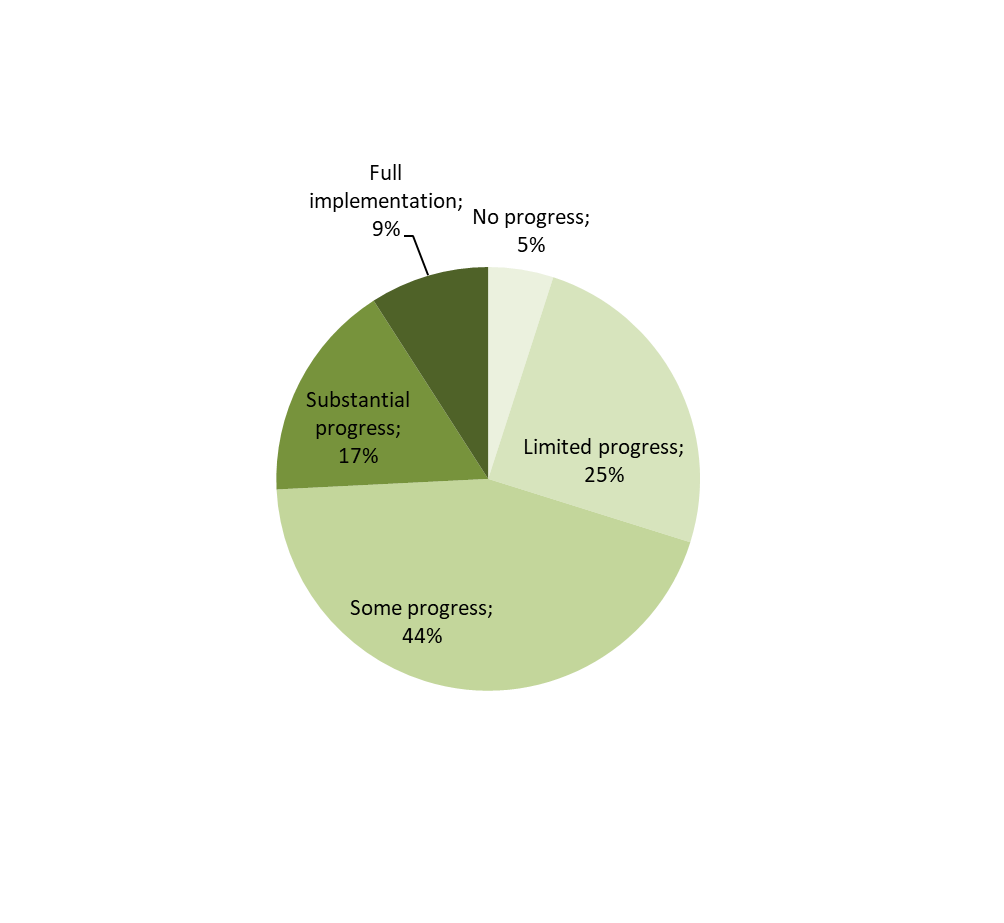 Full
implementation;
9%
No progress;
5%
Substantial
progress;
17%
Limited progress;
25%
Some progress;
44%